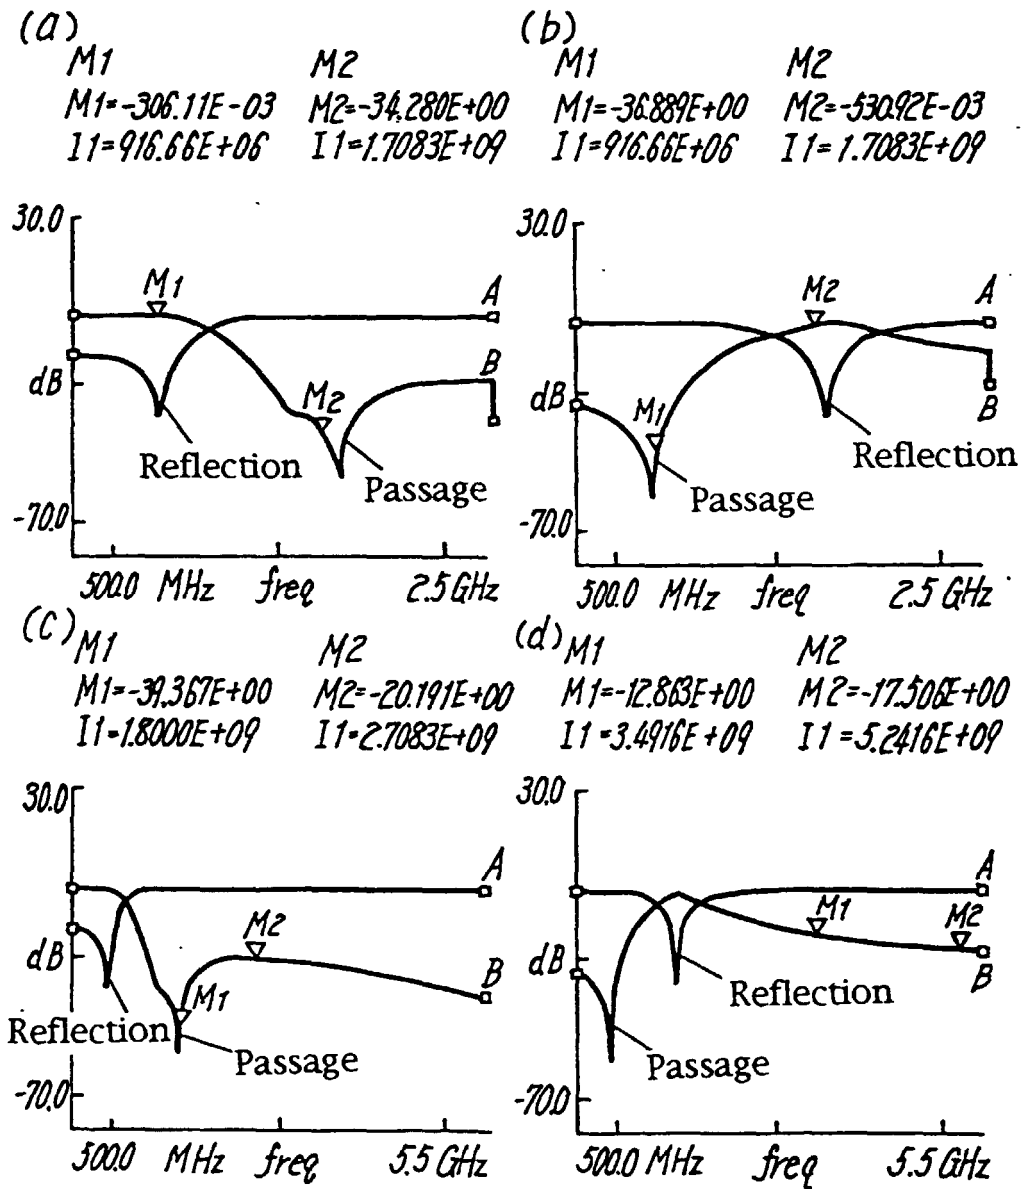 (a)
M1 M2
M1=-306.11E-03 M2=-34.280E+00
I1=916.66E+06 I1=1.7083E+09
30.0
M1
A
dB
M2
B
Reflection
Passage
-70.0
500.0 MHz freq 2.5 GHz
(b)
M1 M2
M1=-36.889E+00 M2=-530.92E-03
I1=916.66E+06 I1=1.7083E+09
30.0
M2
A
dB
M1
B
Reflection
Passage
-70.0
500.0 MHz freq 2.5 GHz
(c)
M1 M2
M1=-39.367E+00 M2=-20.191E+00
I1=1.8000E+09 I1=2.7083E+09
30.0
A
M2
dB
M1
B
Reflection
Passage
-70.0
500.0 MHz freq 5.5 GHz
(d)
M1 M2
M1=-12.863E+00 M2=-17.506E+00
I1=3.4916E+09 I1=5.2416E+09
30.0
A
M1
M2
dB
B
Reflection
Passage
-70.0
500.0 MHz freq 5.5 GHz